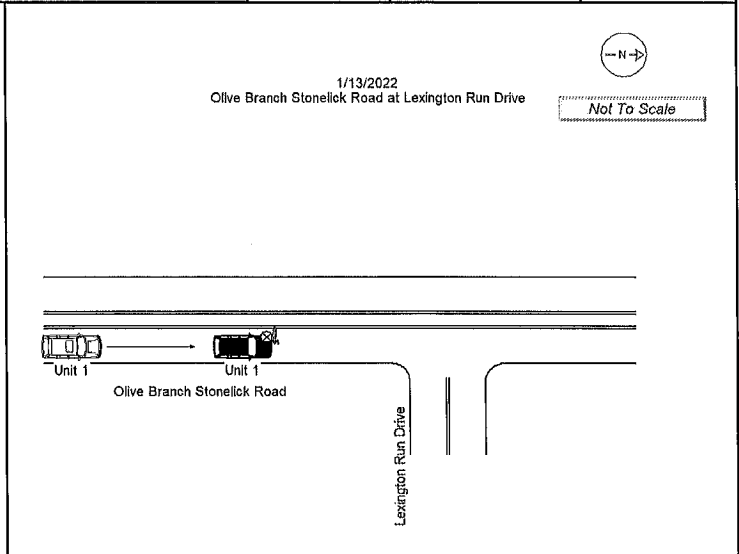 N
1/13/2022
Olive Branch Stonelick Road at Lexington Run Drive
Not To Scale
Unit 1
Unit 1
Olive Branch Stonelick Road
Lexington Run Drive